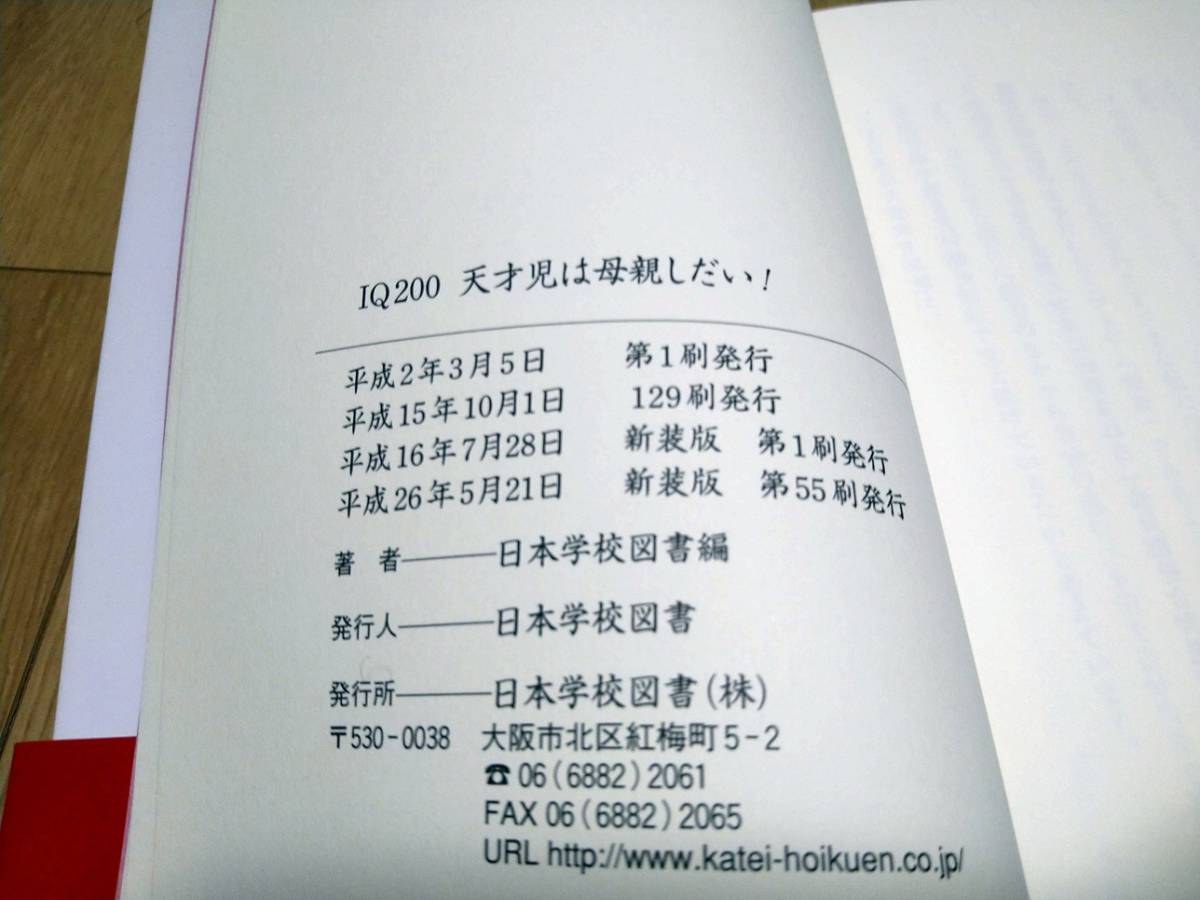 IQ200 天才児は母親しだい!
平成2年3月5日 第1刷発行
平成15年10月1日 129刷発行
平成16年7月28日 新装版 第1刷発行
平成26年5月21日 新装版 第55刷発行
著 者――日本学校図書編
発行人――日本学校図書
発行所――日本学校図書(株)
〒530-0038 大阪市北区紅梅町5-2
☎06(6882)2061
FAX 06(6882)2065
URL http://www.katei-hoikuen.co.jp/